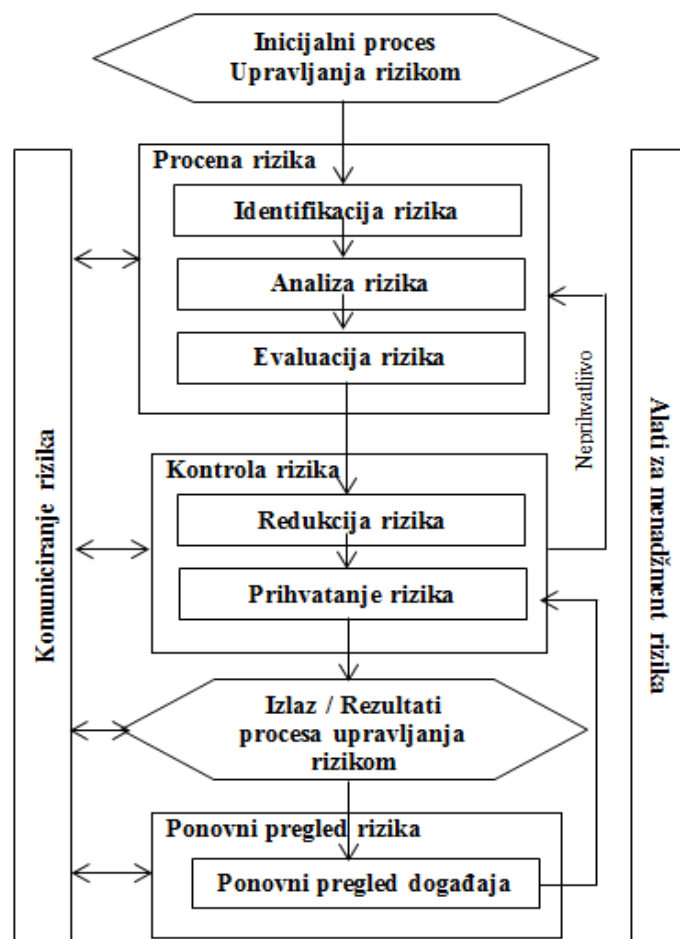 Inicijalni proces
Upravljanja rizikom
Procena rizika
Identifikacija rizika
Analiza rizika
Evaluacija rizika
Neprihvatljivo
Komuniciranje rizika
Alati za menadžment rizika
Kontrola rizika
Redukcija rizika
Prihvatanje rizika
Izlaz / Rezultati
procesa upravljanja
rizikom
Ponovni pregled rizika
Ponovni pregled događaja